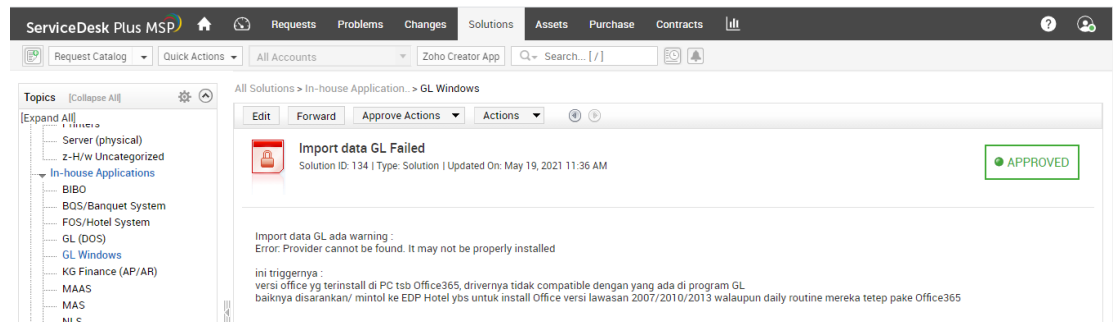 ServiceDesk Plus MSP Requests Problems Changes Solutions Assets Purchase Contracts
Request Catalog Quick Actions All Accounts Zoho Creator App Search... [ / ]
Topics [Collapse All]
[Expand All]
Printers
Server (physical)
z-H/w Uncategorized
In-house Applications
BIBO
BQS/Banquet System
FOS/Hotel System
GL (DOS)
GL Windows
KG Finance (AP/AR)
MAAS
MAS
NLS
All Solutions > In-house Application.. > GL Windows
Edit Forward Approve Actions Actions
Import data GL Failed
Solution ID: 134 | Type: Solution | Updated On: May 19, 2021 11:36 AM
APPROVED
Import data GL ada warning :
Error: Provider cannot be found. It may not be properly installed
ini triggernya :
versi office yg terinstall di PC tsb Office365, drivernya tidak compatible dengan yang ada di program GL
baiknya disarankan/ mintol ke EDP Hotel ybs untuk install Office versi lawasan 2007/2010/2013 walaupun daily routine mereka tetep pake Office365